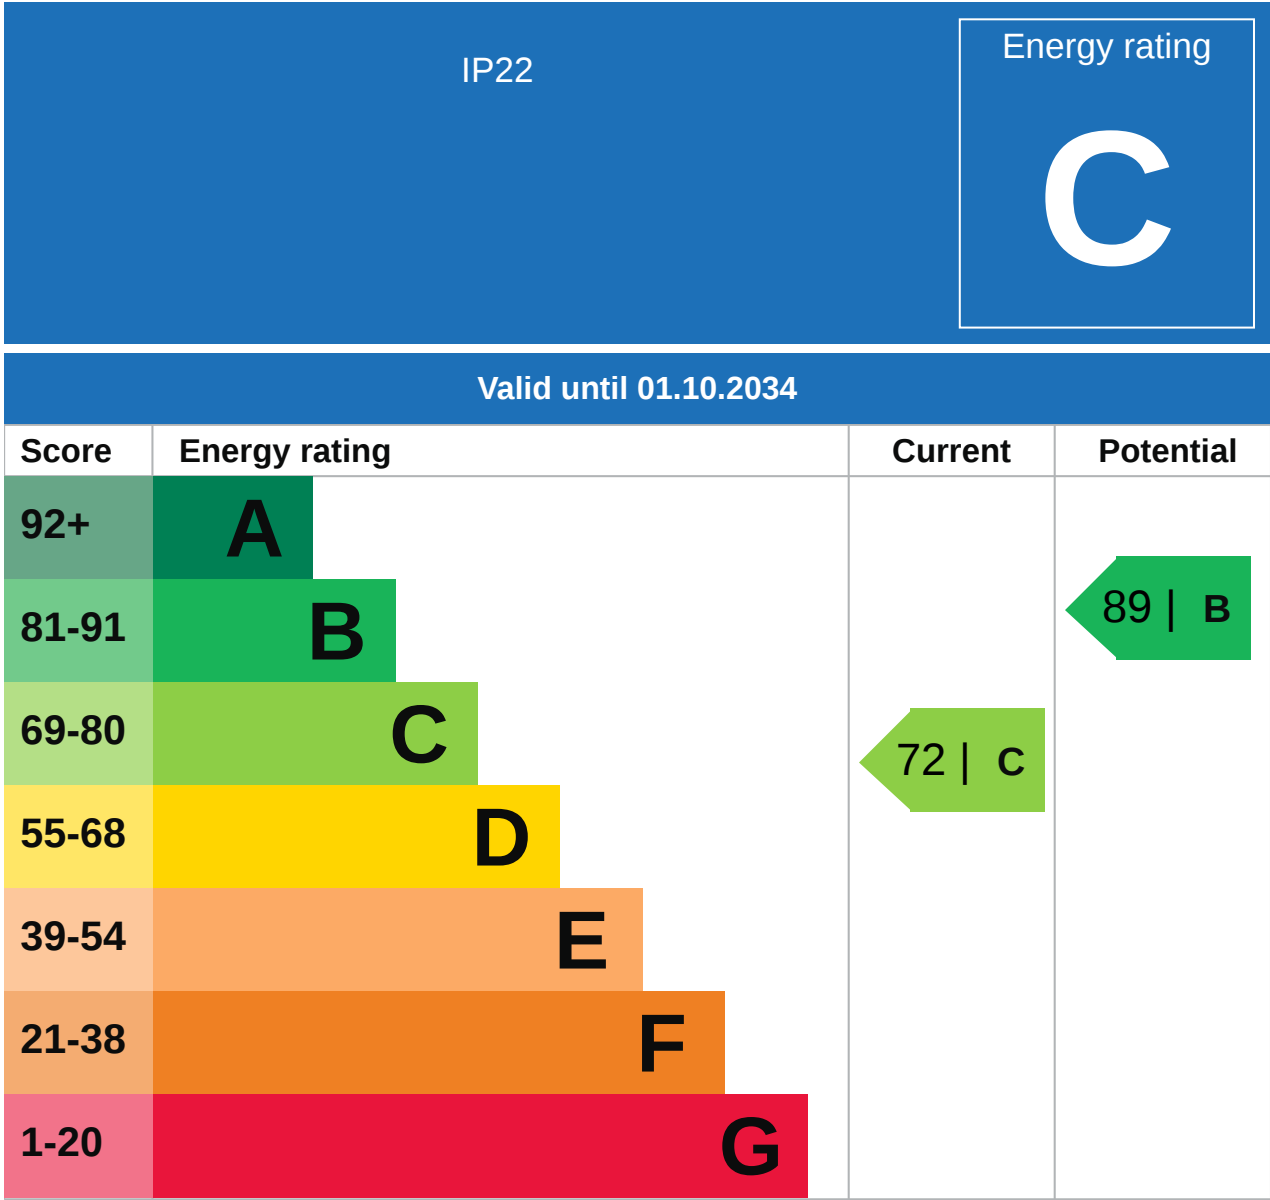 IP22
Energy rating
C
Valid until 01.10.2034
Score Energy rating Current Potential
92+ A
81-91 B
89 | B
69-80 C
72 | C
55-68 D
39-54 E
21-38 F
1-20 G